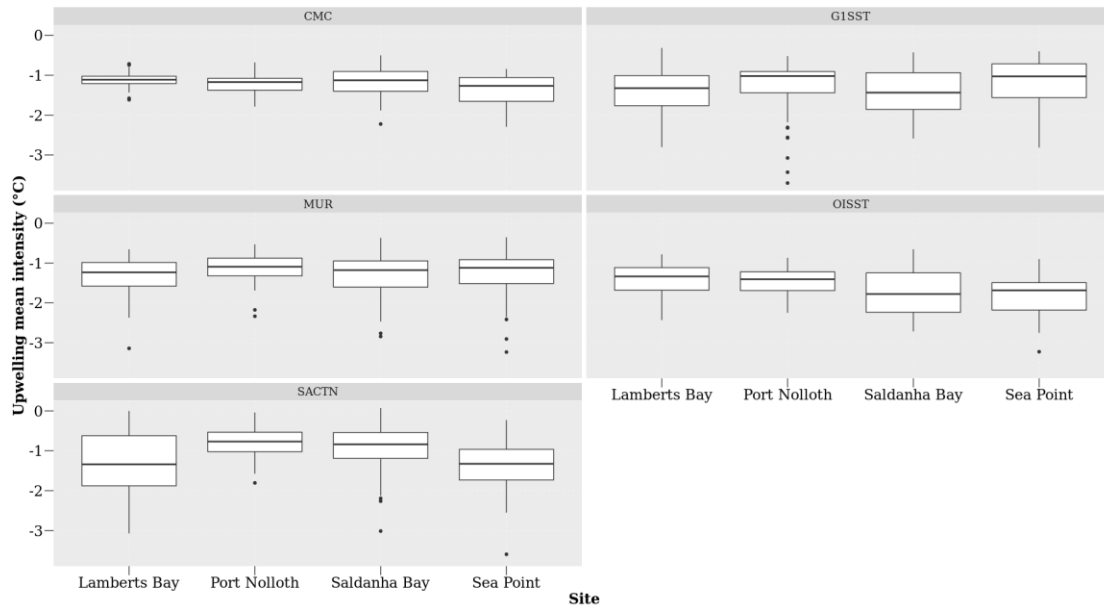 CMC
G1SST
0
-1
-2
-3
MUR
OISST
0
-1
-2
-3
SACTN
Lamberts Bay Port Nolloth Saldanha Bay Sea Point
0
-1
-2
-3
Lamberts Bay Port Nolloth Saldanha Bay Sea Point
Site
Upwelling mean intensity (°C)